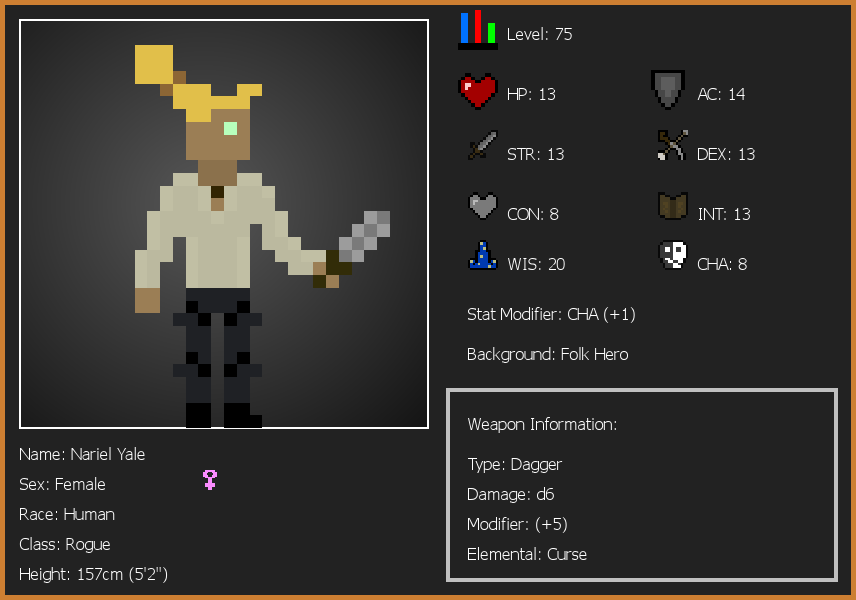 Level: 75
HP: 13
AC: 14
STR: 13
DEX: 13
CON: 8
INT: 13
WIS: 20
CHA: 8
Stat Modifier: CHA (+1)
Background: Folk Hero
Weapon Information:
Type: Dagger
Damage: d6
Modifier: (+5)
Elemental: Curse
Name: Nariel Yale
Sex: Female
Race: Human
Class: Rogue
Height: 157cm (5'2")